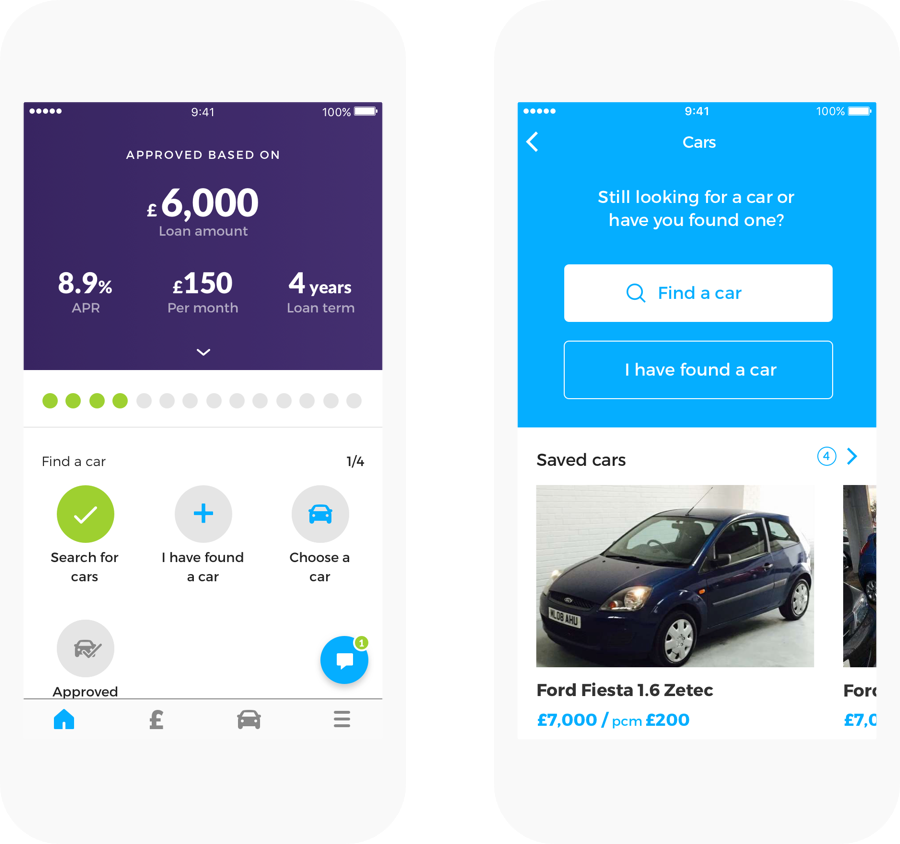 9:41
100%
APPROVED BASED ON
£6,000
Loan amount
8.9% £150 4 years
APR Per month Loan term
Find a car 1/4
Search for cars
I have found a car
Choose a car
1
Approved
£
9:41
100%
Cars
Still looking for a car or
have you found one?
Find a car
I have found a car
Saved cars 4
ML08 AHU
Ford Fiesta 1.6 Zetec
£7,000 / pcm £200